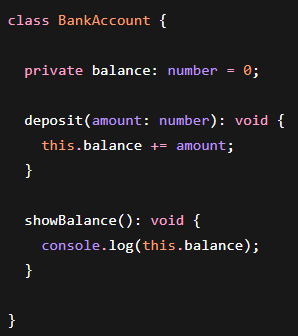 class BankAccount {
  private balance: number = 0;
  deposit(amount: number): void {
    this.balance += amount;
  }
  showBalance(): void {
    console.log(this.balance);
  }
}